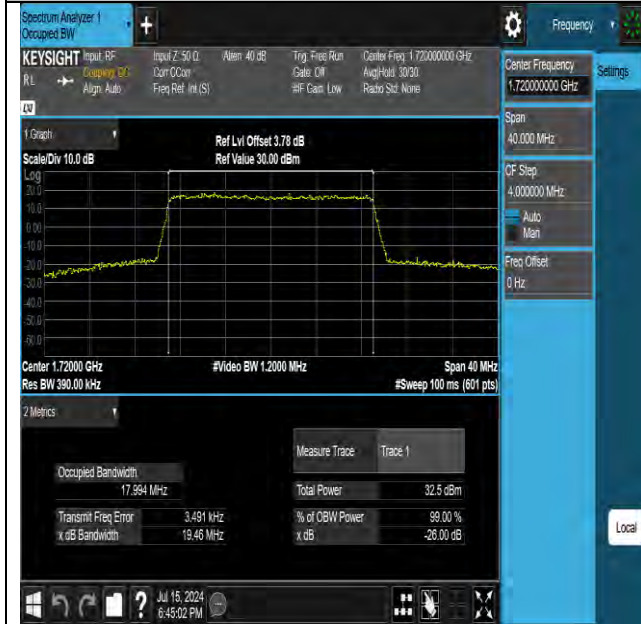 Spectrum Analyzer 1
Occupied BW
Frequency
KEYSIGHT
Input: RF
Coupling: DC
Align: Auto
Input Z: 50 Ω
Corr CCorr
Freq Ref: Int (S)
Atten: 40 dB
Trig: Free Run
Gate: Off
#IF Gain: Low
Center Freq: 1.720000000 GHz
Avg|Hold: 30/30
Radio Std: None
RL
LXI
Center Frequency
1.720000000 GHz
Settings
Span
40.000 MHz
CF Step
4.000000 MHz
Auto
Man
Freq Offset
0 Hz
Local
1 Graph
Scale/Div 10.0 dB
Ref Lvl Offset 3.78 dB
Ref Value 30.00 dBm
Log
20.0
10.0
0.00
-10.0
-20.0
-30.0
-40.0
-50.0
-60.0
Center 1.72000 GHz
#Video BW 1.2000 MHz
Span 40 MHz
Res BW 390.00 kHz
#Sweep 100 ms (601 pts)
2 Metrics
Measure Trace
Trace 1
Occupied Bandwidth
17.994 MHz
Total Power
32.5 dBm
Transmit Freq Error
3.491 kHz
% of OBW Power
99.00 %
x dB Bandwidth
19.46 MHz
x dB
-26.00 dB
?
Jul 15, 2024
6:45:02 PM